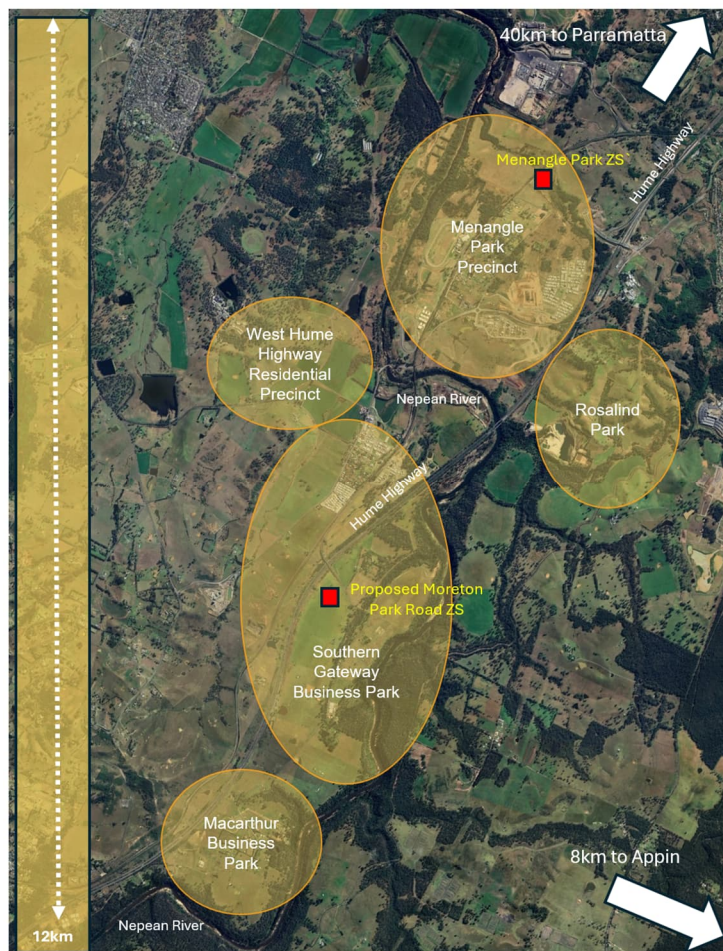 40km to Parramatta
Menangle Park ZS
Hume Highway
Menangle
Park
Precinct
West Hume
Highway
Residential
Precinct
Nepean River
Rosalind
Park
Hume Highway
Proposed Moreton
Park Road ZS
Southern
Gateway
Business Park
Macarthur
Business
Park
8km to Appin
Nepean River
12km